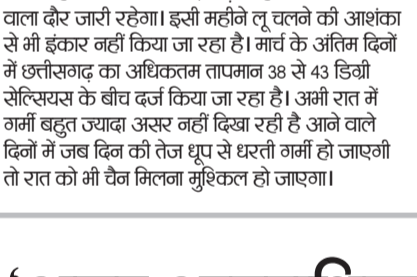 वाला दौर जारी रहेगा। इसी महीने लू चलने की आशंका
से भी इंकार नहीं किया जा रहा है। मार्च के अंतिम दिनों
में छत्तीसगढ़ का अधिकतम तापमान 38 से 43 डिग्री
सेल्सियस के बीच दर्ज किया जा रहा है। अभी रात में
गर्मी बहुत ज्यादा असर नहीं दिखा रही है आने वाले
दिनों में जब दिन की तेज धूप से धरती गर्मी हो जाएगी
तो रात को भी चैन मिलना मुश्किल हो जाएगा।